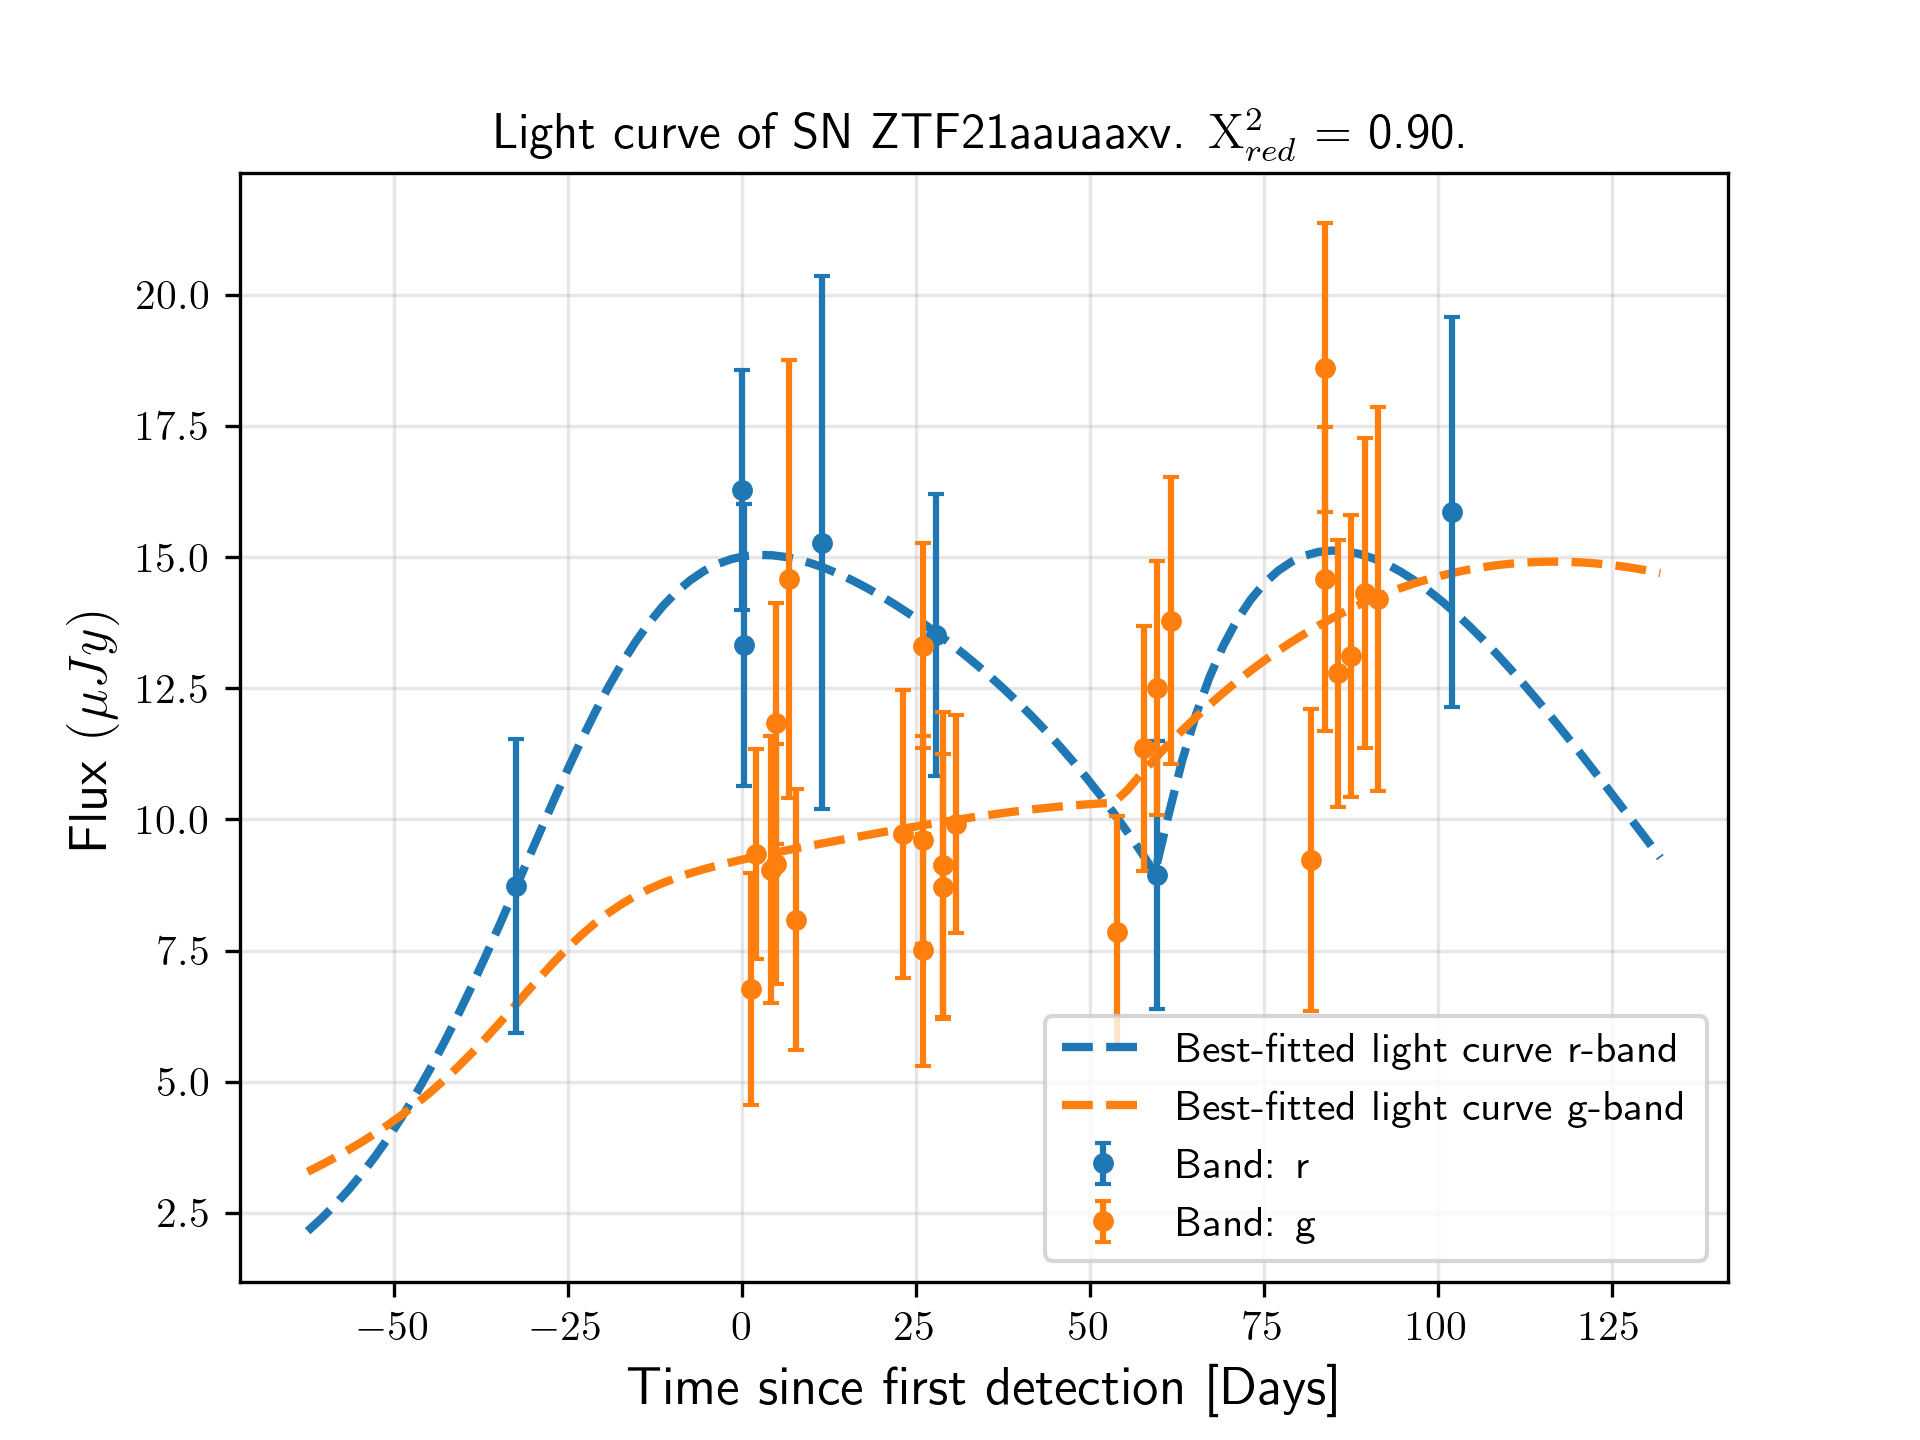 Light curve of SN ZTF21aauaaxv. X²_red = 0.90.
20.0
17.5
15.0
12.5
10.0
7.5
5.0
2.5
Flux (μJy)
Best-fitted light curve r-band
Best-fitted light curve g-band
Band: r
Band: g
−50 −25 0 25 50 75 100 125
Time since first detection [Days]